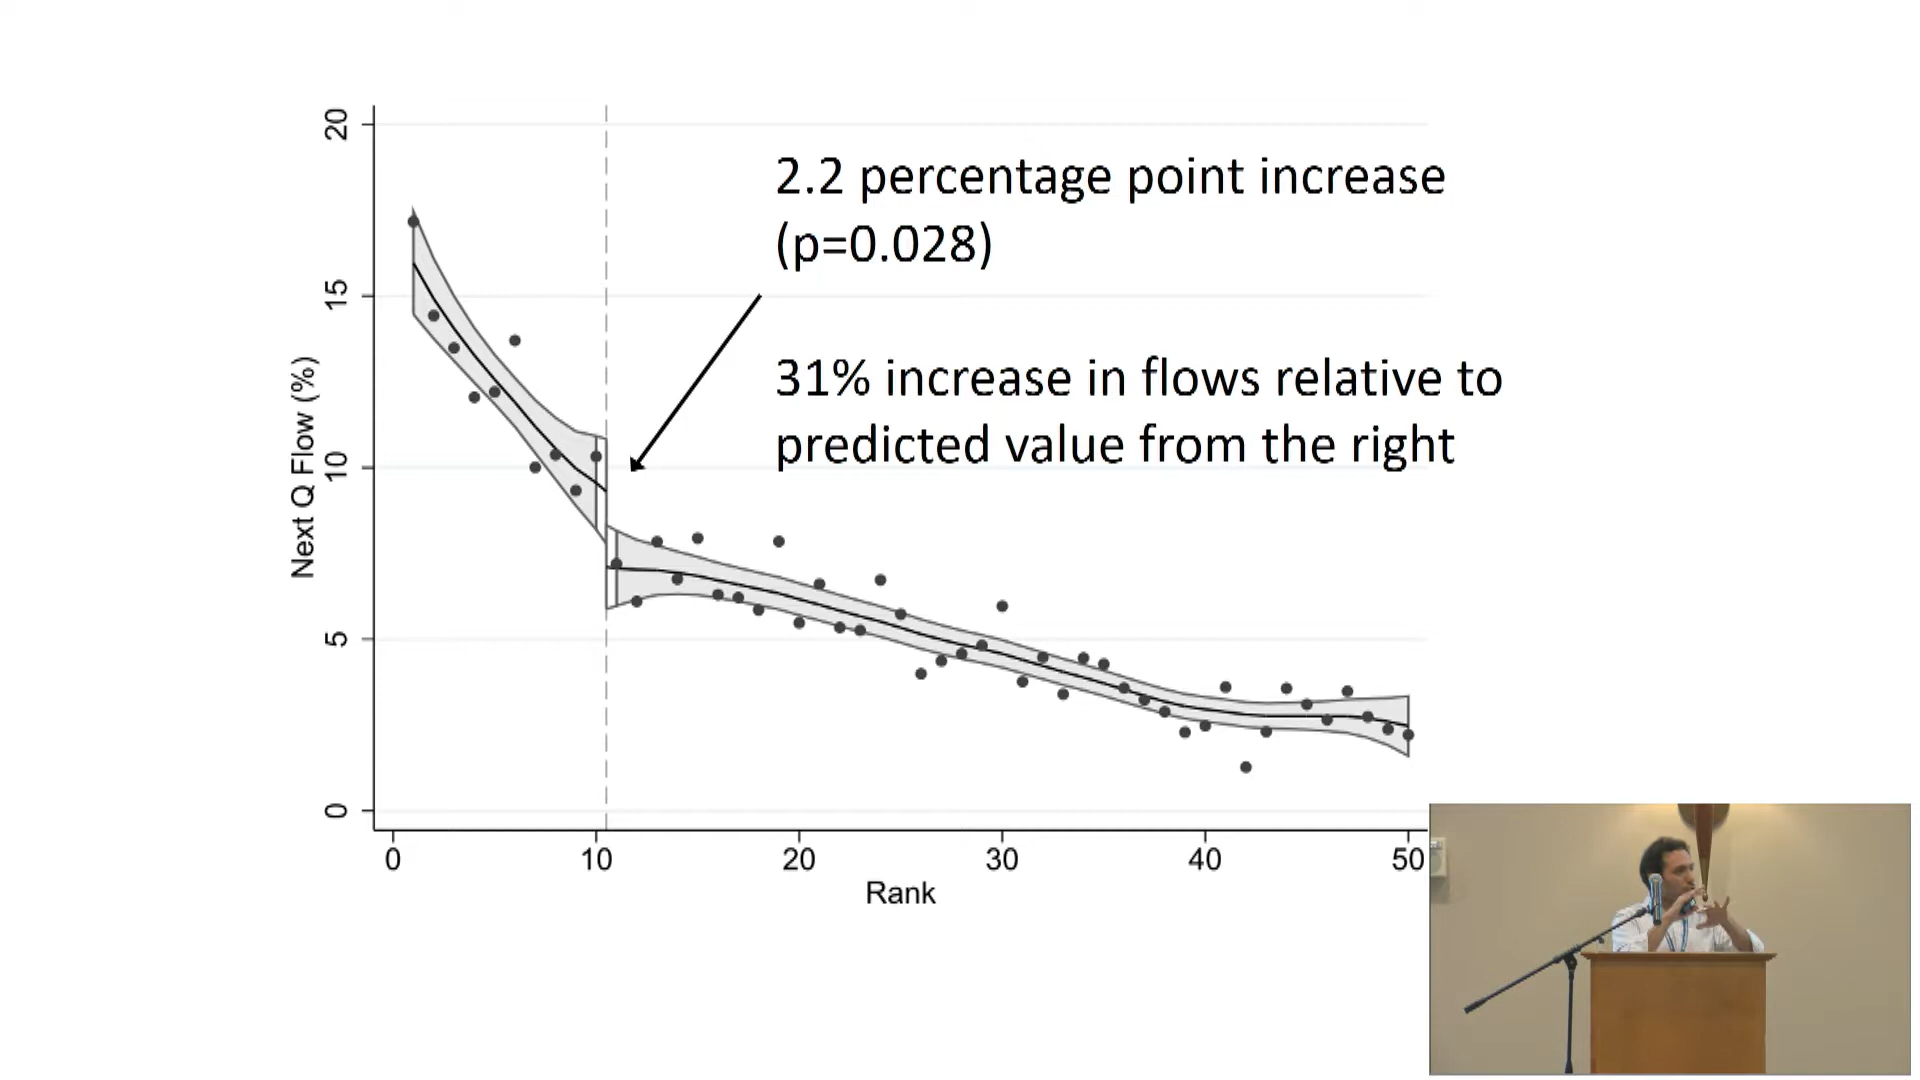 2.2 percentage point increase
(p=0.028)
31% increase in flows relative to
predicted value from the right
Next Q Flow (%)
20
15
10
5
0
0 10 20 30 40 50
Rank